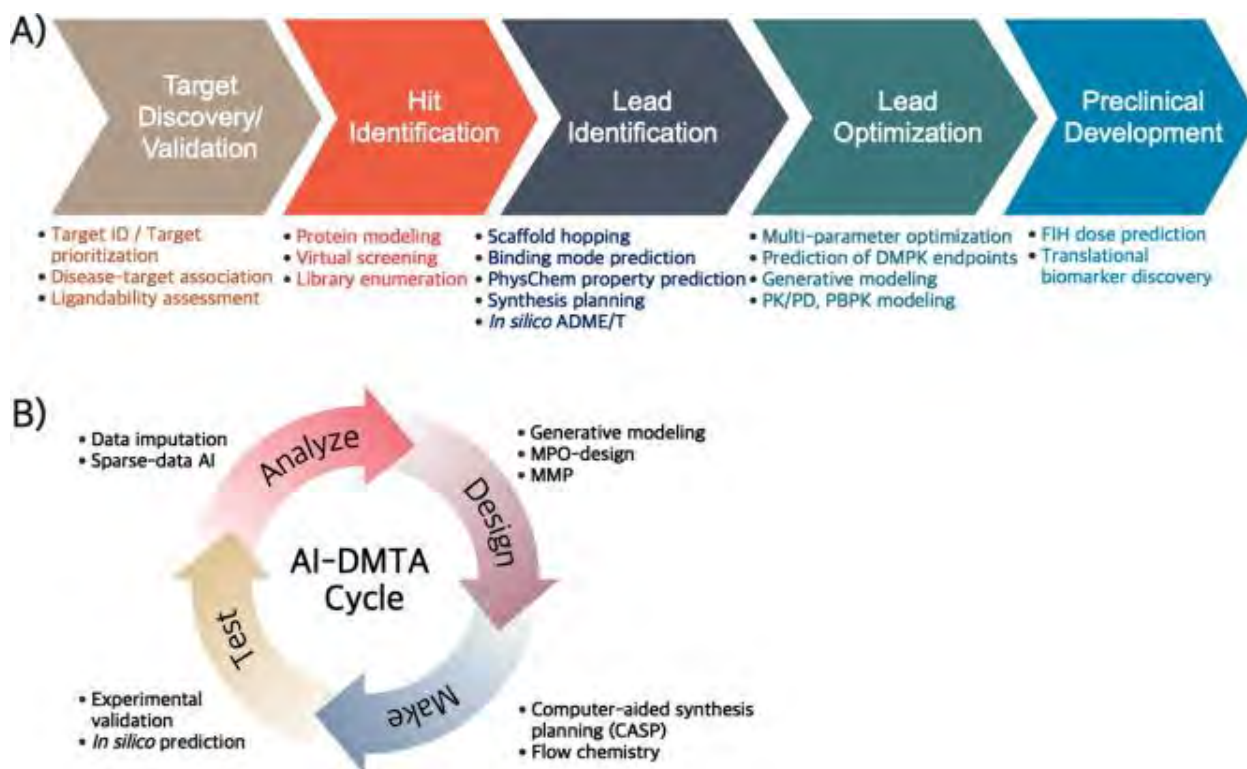 A)
Target
Discovery/
Validation
Hit
Identification
Lead
Identification
Lead
Optimization
Preclinical
Development
• Target ID / Target
prioritization
• Disease-target association
• Ligandability assessment
• Protein modeling
• Virtual screening
• Library enumeration
• Scaffold hopping
• Binding mode prediction
• PhysChem property prediction
• Synthesis planning
• In silico ADME/T
• Multi-parameter optimization
• Prediction of DMPK endpoints
• Generative modeling
• PK/PD, PBPK modeling
• FIH dose prediction
• Translational
biomarker discovery
B)
• Data imputation
• Sparse-data AI
Analyze
• Generative modeling
• MPO-design
• MMP
Design
AI-DMTA
Cycle
Test
Make
• Experimental
validation
• In silico prediction
• Computer-aided synthesis
planning (CASP)
• Flow chemistry